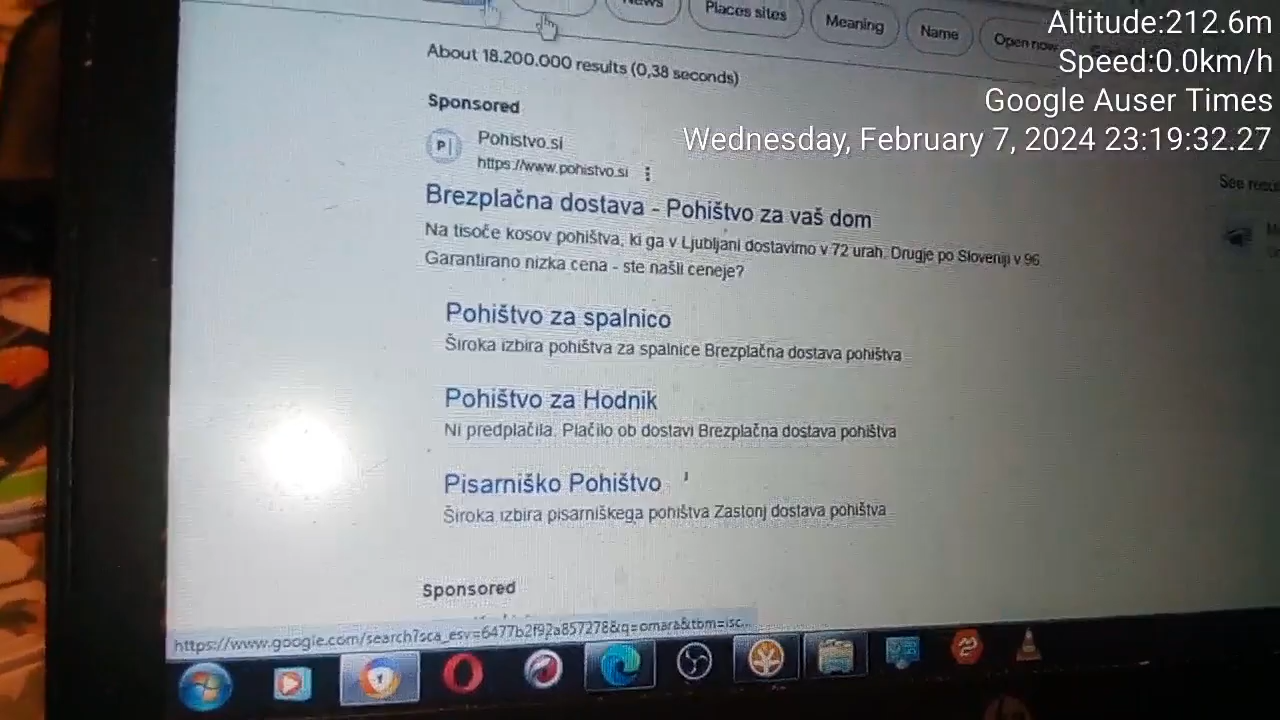 News
Places sites
Meaning
Name
Open now
Altitude:212.6m
Speed:0.0km/h
Google Auser Times
Wednesday, February 7, 2024 23:19:32.27
About 18.200.000 results (0,38 seconds)
Sponsored
P|
Pohistvo.si
https://www.pohistvo.si
See
Brezplačna dostava - Pohištvo za vaš dom
Na tisoče kosov pohištva, ki ga v Ljubljani dostavimo v 72 urah. Drugje po Sloveniji v 96.
Garantirano nizka cena - ste našli ceneje?
Pohištvo za spalnico
Široka izbira pohištva za spalnice Brezplačna dostava pohištva
Pohištvo za Hodnik
Ni predplačila. Plačilo ob dostavi Brezplačna dostava pohištva
Pisarniško Pohištvo
Široka izbira pisarniškega pohištva Zastonj dostava pohištva
Sponsored
https://www.google.com/search?sca_esv=6477b2f92a857278&q=omara&tbm=isc...